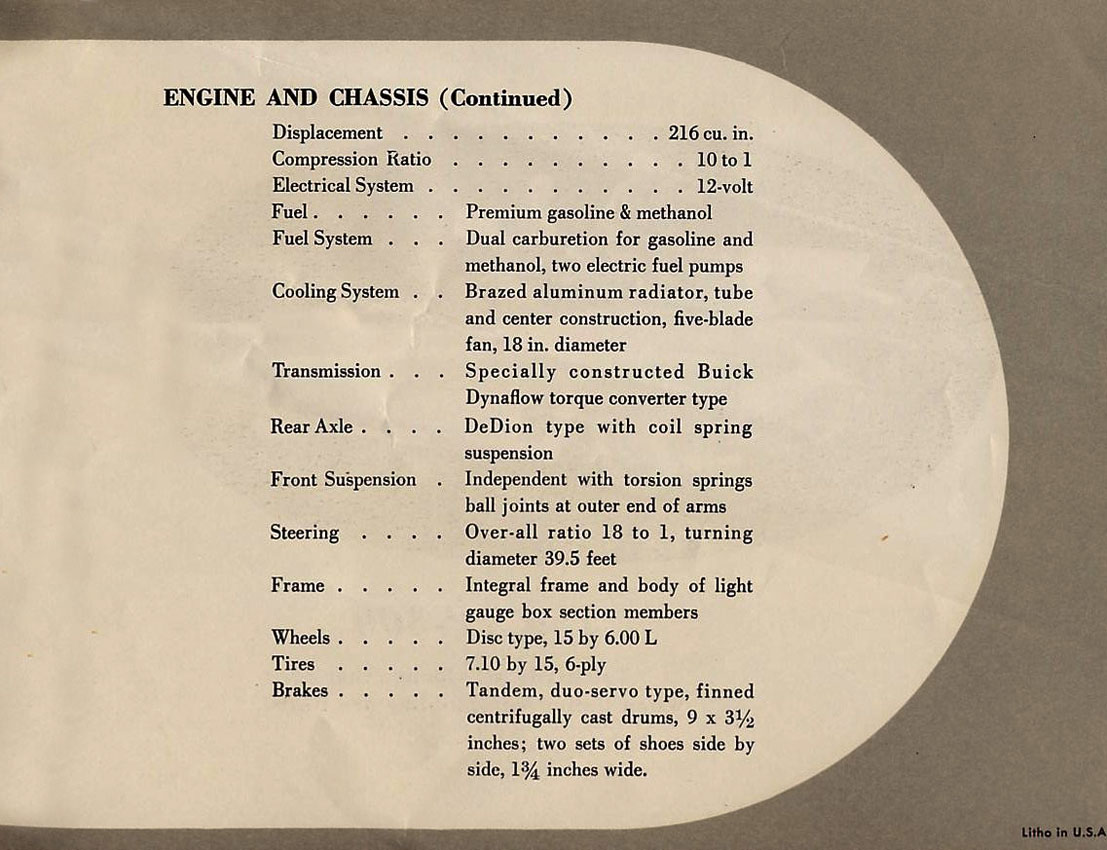 ENGINE AND CHASSIS (Continued)
Displacement . . . . . . . . . . . 216 cu. in.
Compression Ratio . . . . . . . . . . 10 to 1
Electrical System . . . . . . . . . . . 12-volt
Fuel . . . . . . Premium gasoline & methanol
Fuel System . . . Dual carburetion for gasoline and
methanol, two electric fuel pumps
Cooling System . . Brazed aluminum radiator, tube
and center construction, five-blade
fan, 18 in. diameter
Transmission . . . Specially constructed Buick
Dynaflow torque converter type
Rear Axle . . . . DeDion type with coil spring
suspension
Front Suspension . Independent with torsion springs
ball joints at outer end of arms
Steering . . . . Over-all ratio 18 to 1, turning
diameter 39.5 feet
Frame . . . . . Integral frame and body of light
gauge box section members
Wheels . . . . . Disc type, 15 by 6.00 L
Tires . . . . . 7.10 by 15, 6-ply
Brakes . . . . . Tandem, duo-servo type, finned
centrifugally cast drums, 9 x 3½
inches; two sets of shoes side by
side, 1¾ inches wide.
Litho in U.S.A